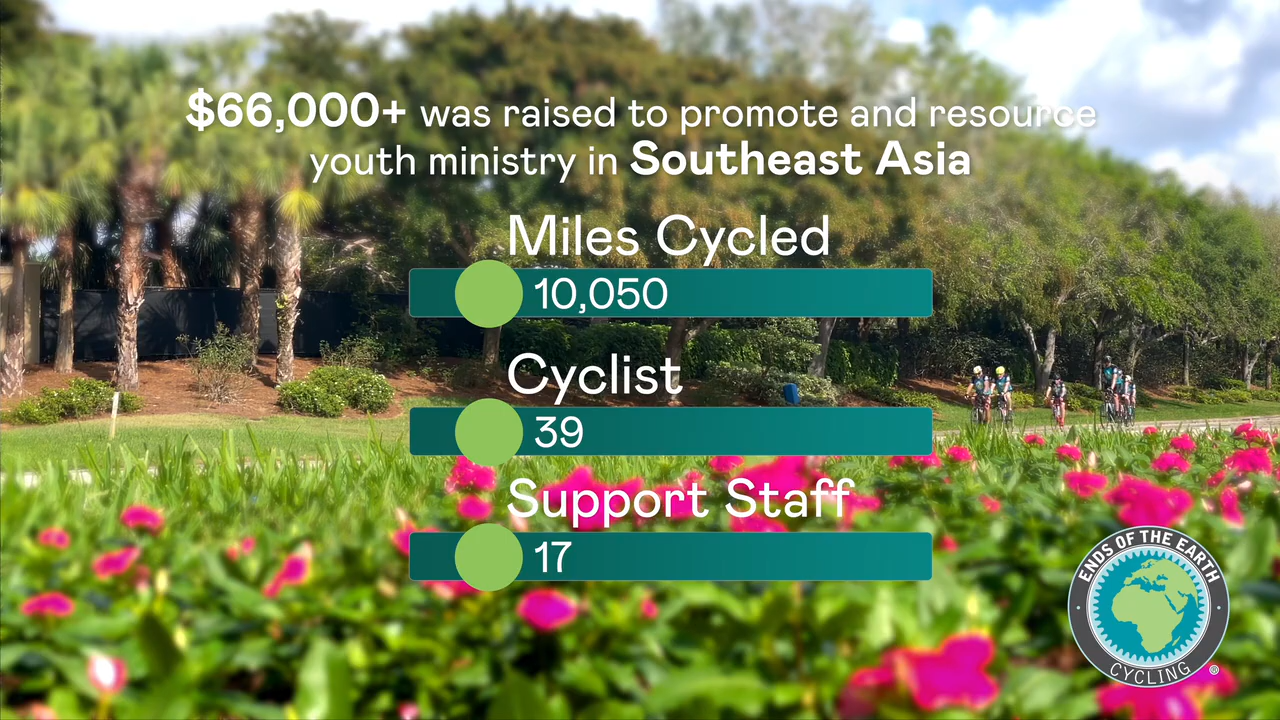 $66,000+ was raised to promote and resource
youth ministry in Southeast Asia
Miles Cycled
10,050
Cyclist
39
Support Staff
17
ENDS OF THE EARTH
CYCLING
®